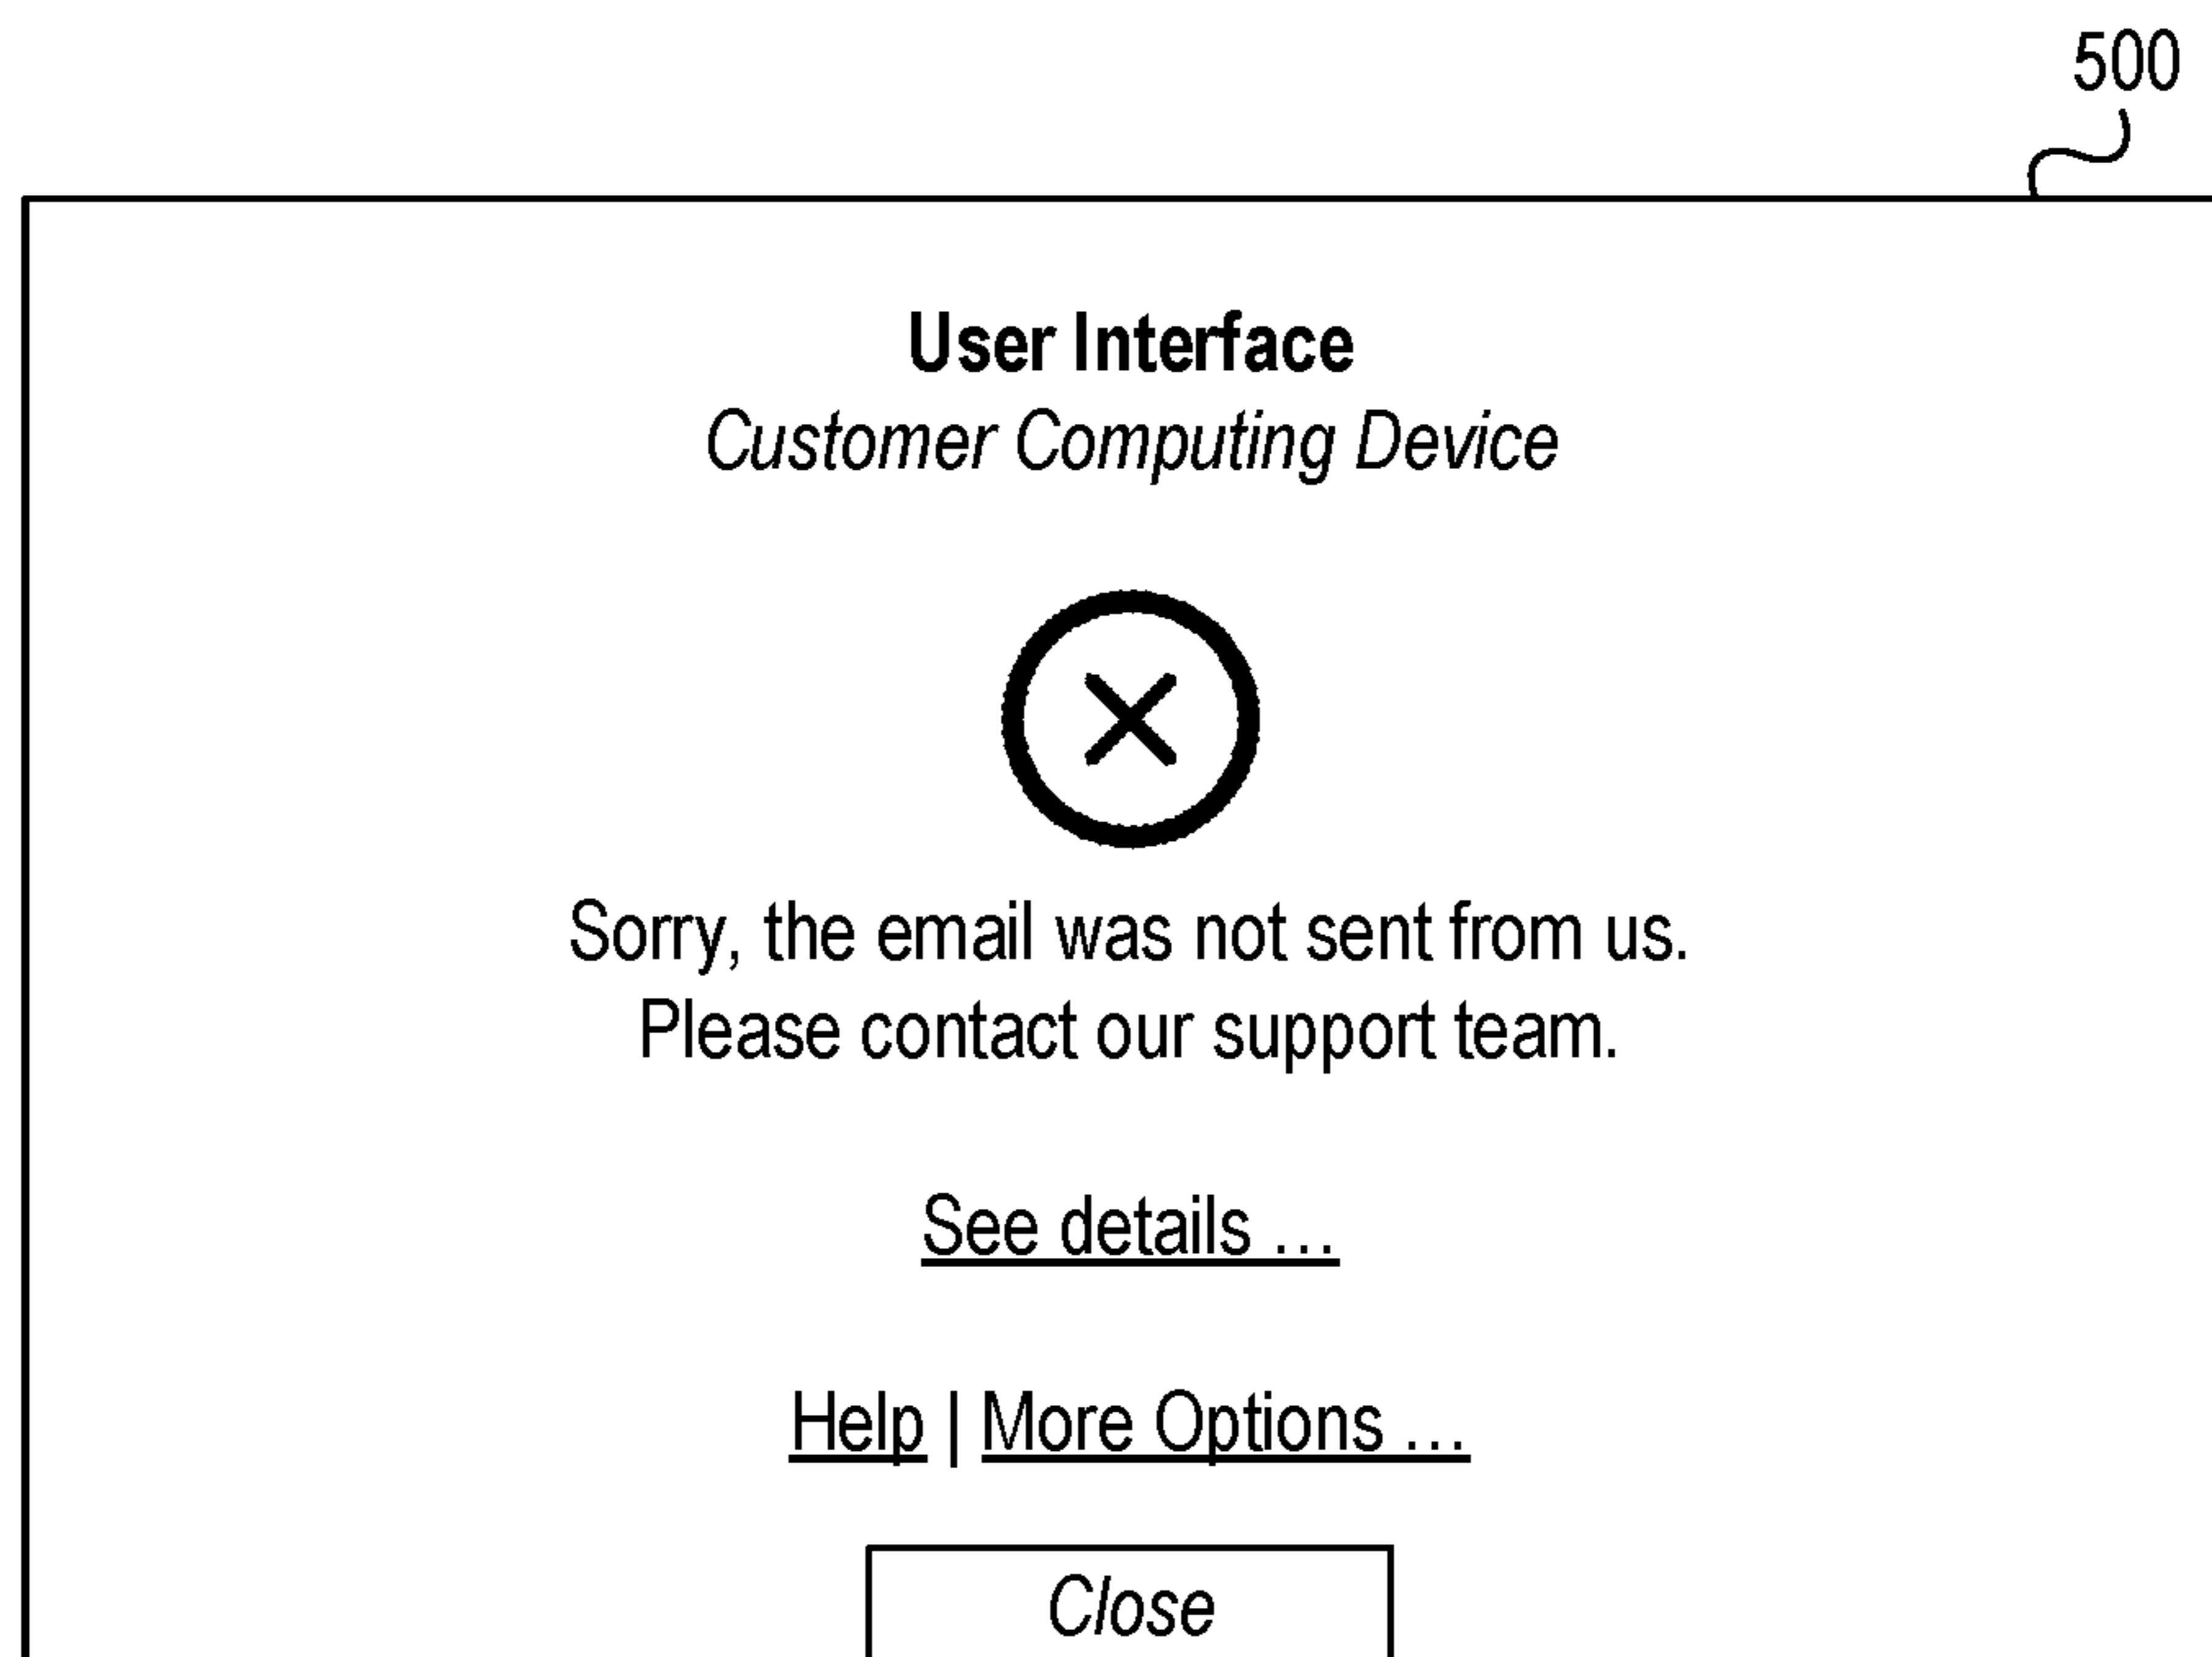 500
User Interface
Customer Computing Device
Sorry, the email was not sent from us.
Please contact our support team.
See details ...
Help | More Options ...
Close